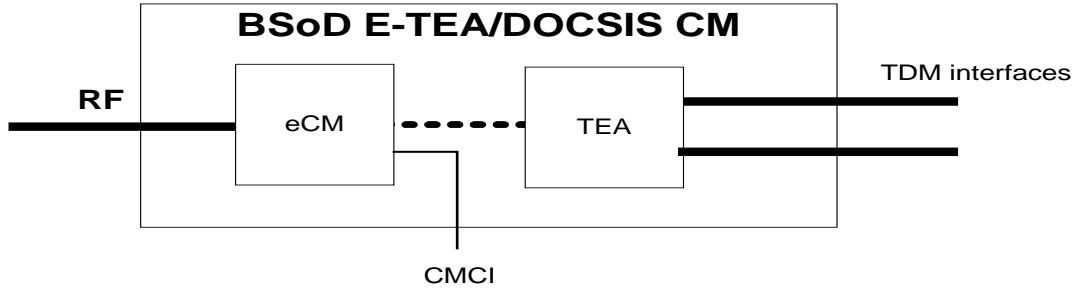 BSoD E-TEA/DOCSIS CM
TDM interfaces
RF
eCM
TEA
CMCI